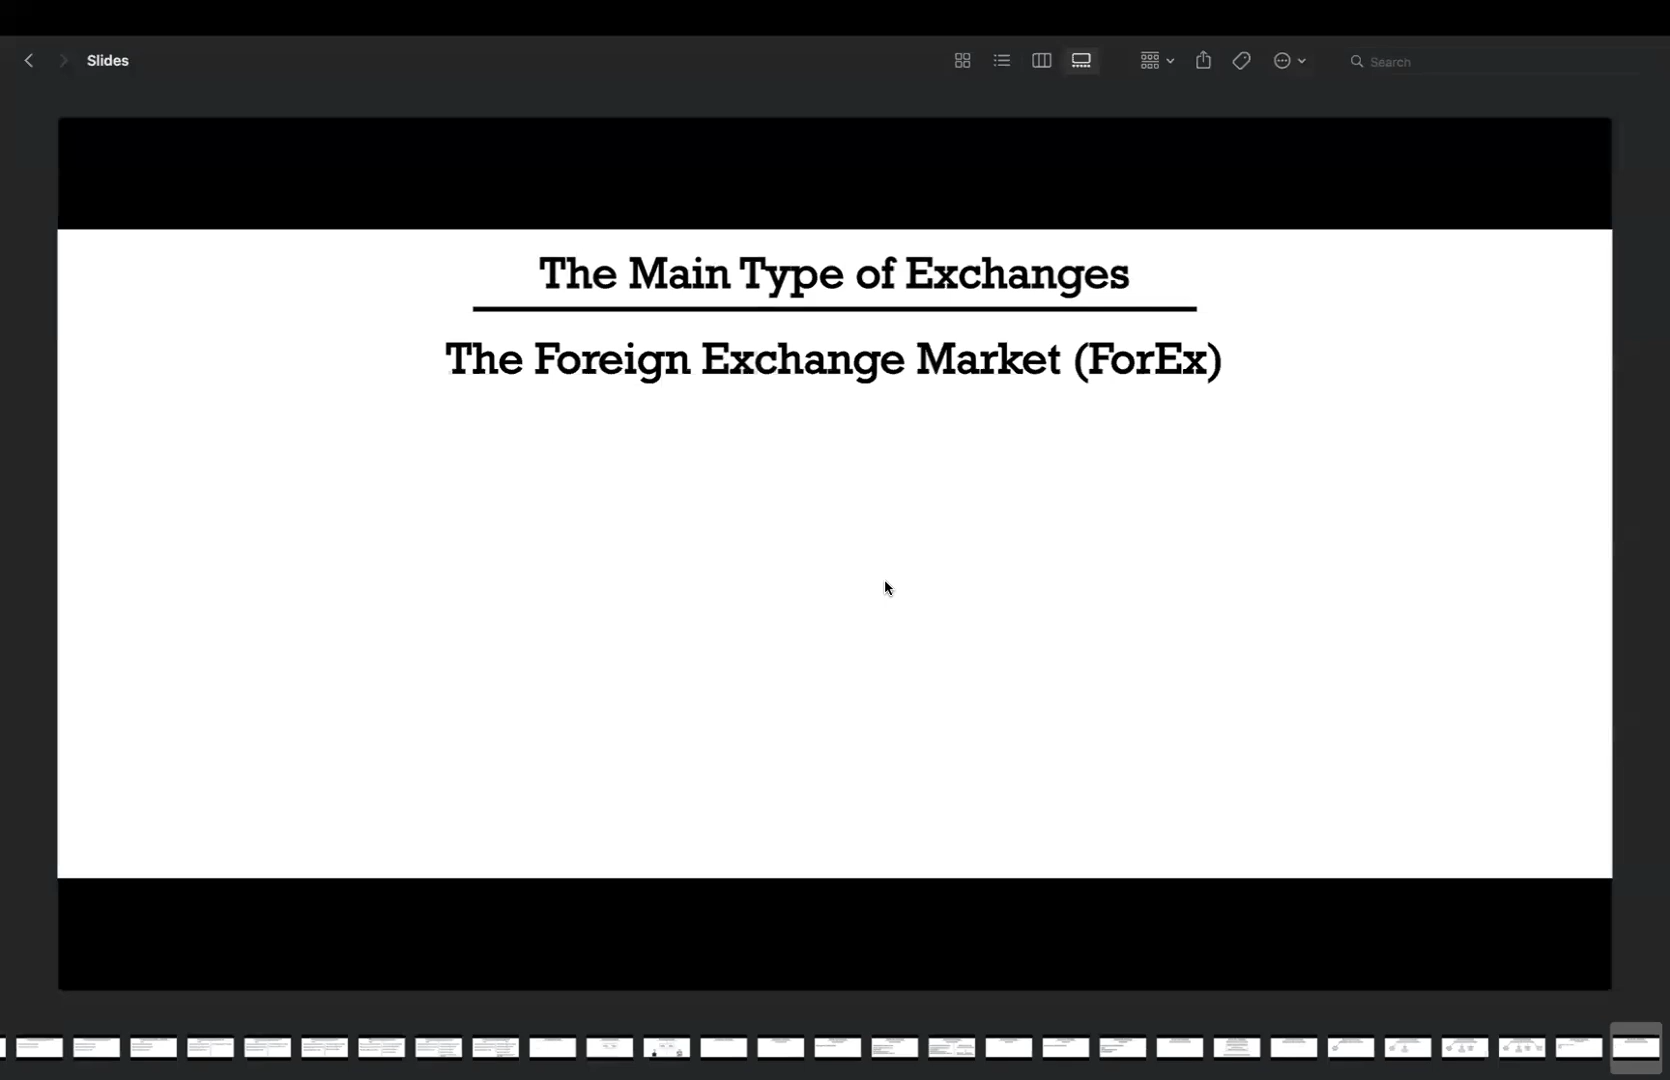 Slides
Search
The Main Type of Exchanges
The Foreign Exchange Market (ForEx)